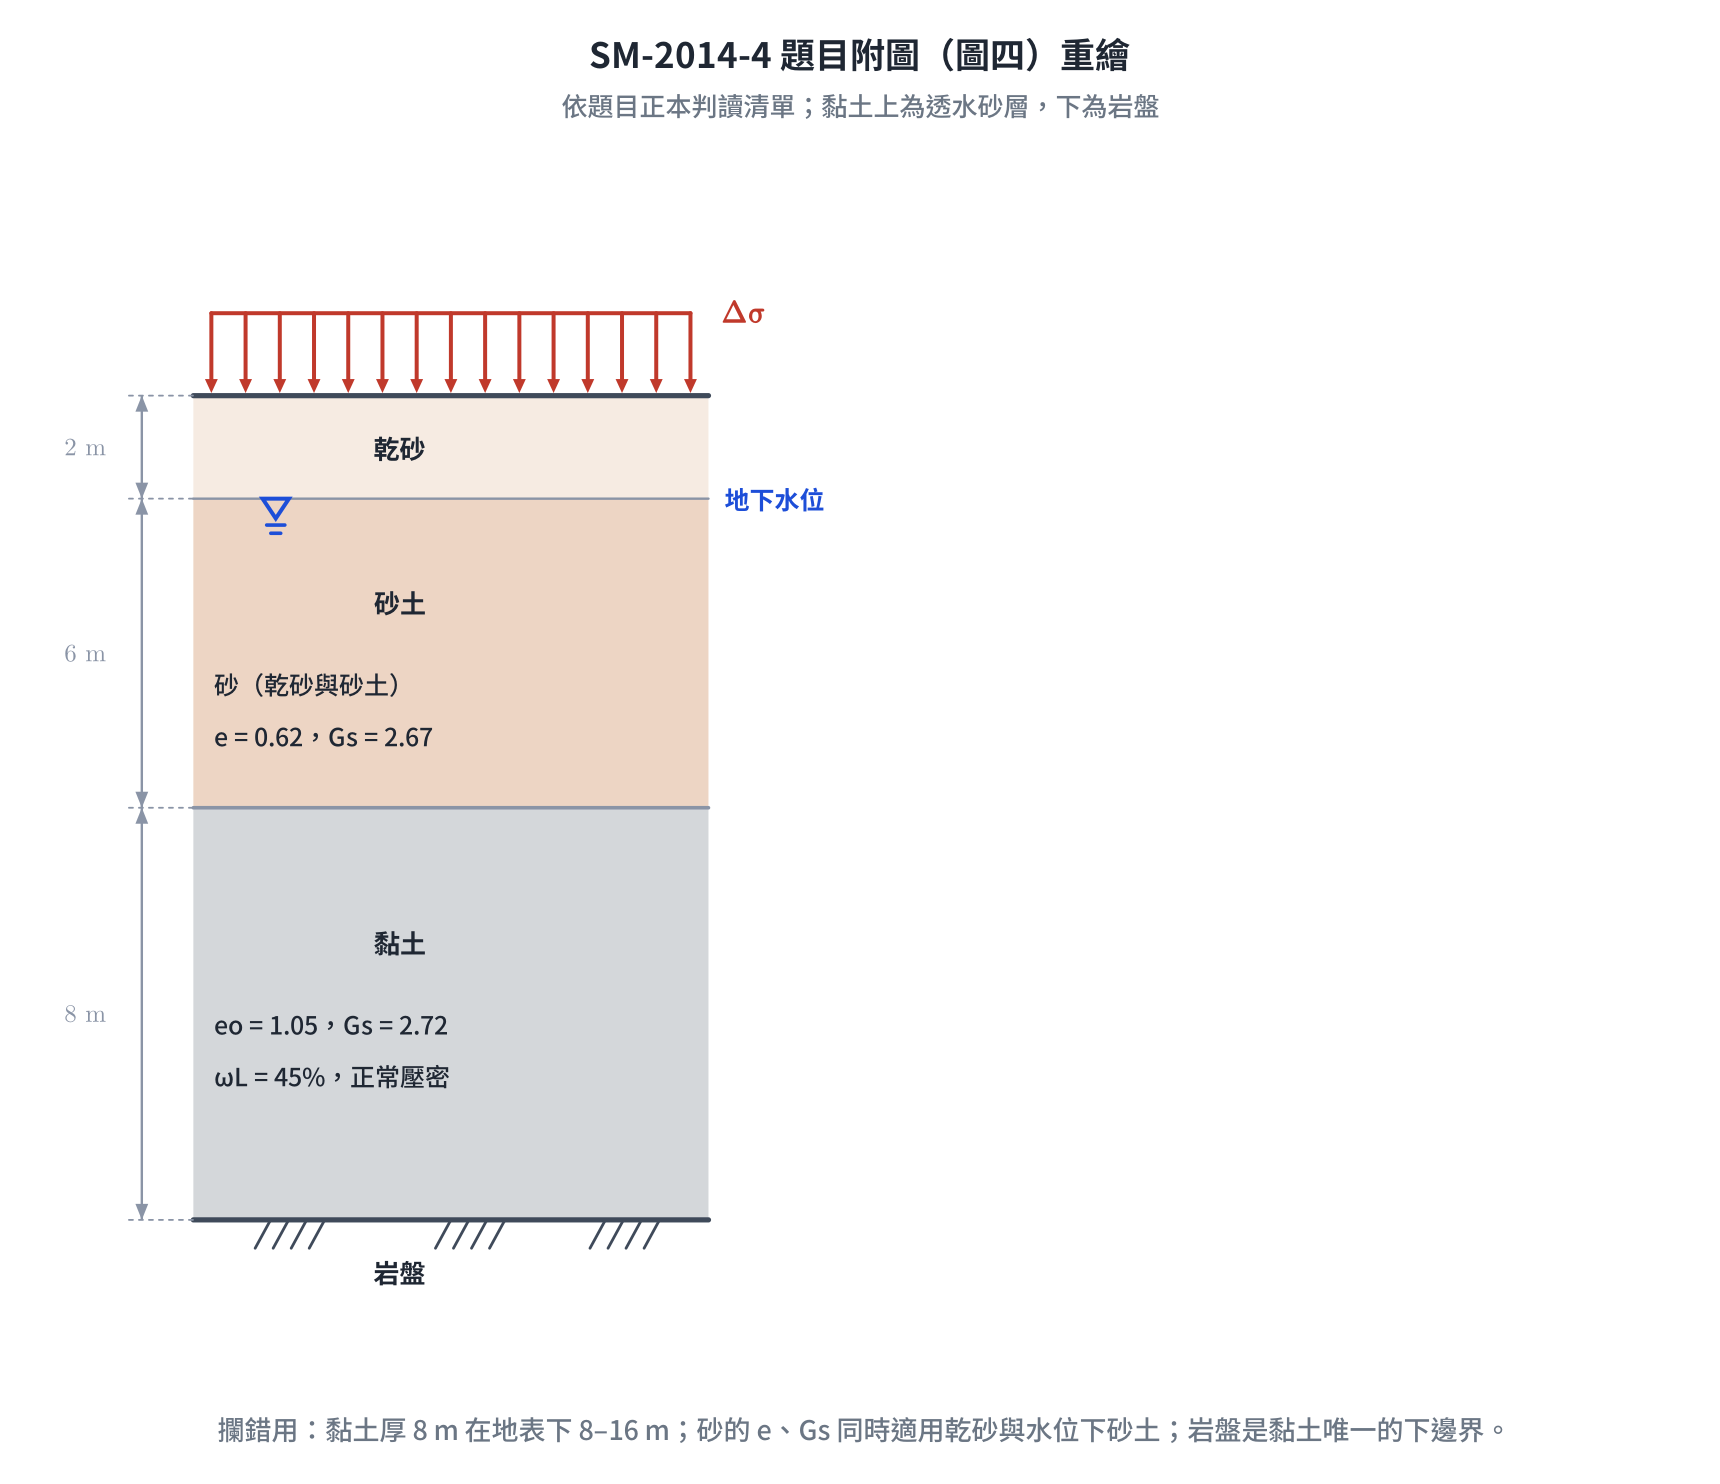 SM-2014-4 題目附圖（圖四）重繪
依題目正本判讀清單；黏土上為透水砂層，下為岩盤
Δσ
2 m
乾砂
地下水位
砂土
6 m
砂（乾砂與砂土）
e = 0.62，Gs = 2.67
黏土
8 m
eo = 1.05，Gs = 2.72
ωL = 45%，正常壓密
岩盤
攔錯用：黏土厚 8 m 在地表下 8–16 m；砂的 e、Gs 同時適用乾砂與水位下砂土；岩盤是黏土唯一的下邊界。